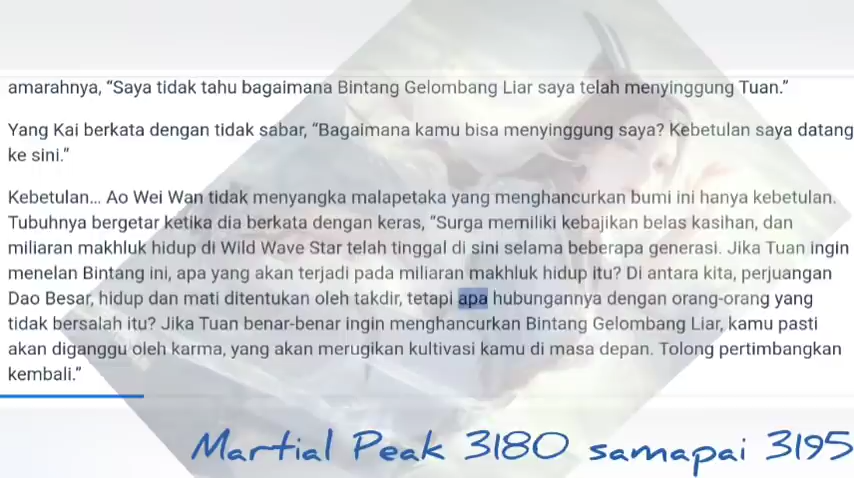 amarahnya, “Saya tidak tahu bagaimana Bintang Gelombang Liar saya telah menyinggung Tuan.”
Yang Kai berkata dengan tidak sabar, “Bagaimana kamu bisa menyinggung saya? Kebetulan saya datang
ke sini.”
Kebetulan... Ao Wei Wan tidak menyangka malapetaka yang menghancurkan bumi ini hanya kebetulan.
Tubuhnya bergetar ketika dia berkata dengan keras, “Surga memiliki kebajikan belas kasihan, dan
miliaran makhluk hidup di Wild Wave Star telah tinggal di sini selama beberapa generasi. Jika Tuan ingin
menelan Bintang ini, apa yang akan terjadi pada miliaran makhluk hidup itu? Di antara kita, perjuangan
Dao Besar, hidup dan mati ditentukan oleh takdir, tetapi apa hubungannya dengan orang-orang yang
tidak bersalah itu? Jika Tuan benar-benar ingin menghancurkan Bintang Gelombang Liar, kamu pasti
akan diganggu oleh karma, yang akan merugikan kultivasi kamu di masa depan. Tolong pertimbangkan
kembali.”
Martial Peak 3180 samapai 3195